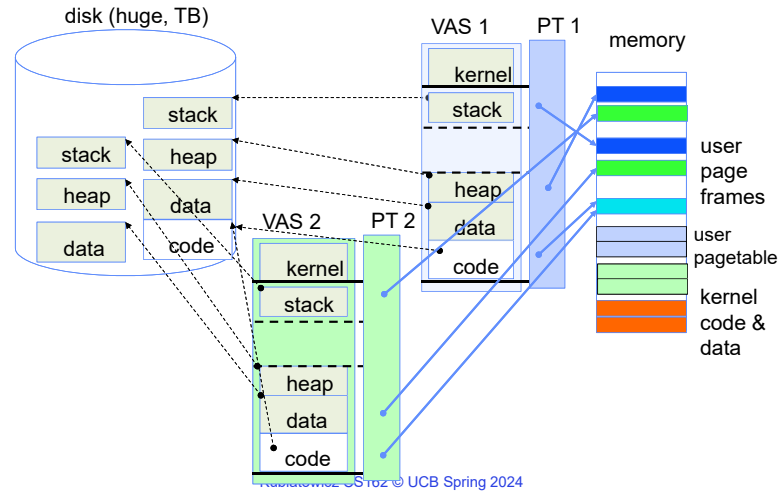 disk (huge, TB)
VAS 1
PT 1
memory
kernel
stack
stack
stack
heap
heap
heap
data
data
data
code
code
user
page
frames
user
pagetable
kernel
code &
data
VAS 2
PT 2
kernel
stack
heap
data
code
Kubiatowicz CS162 © UCB Spring 2024